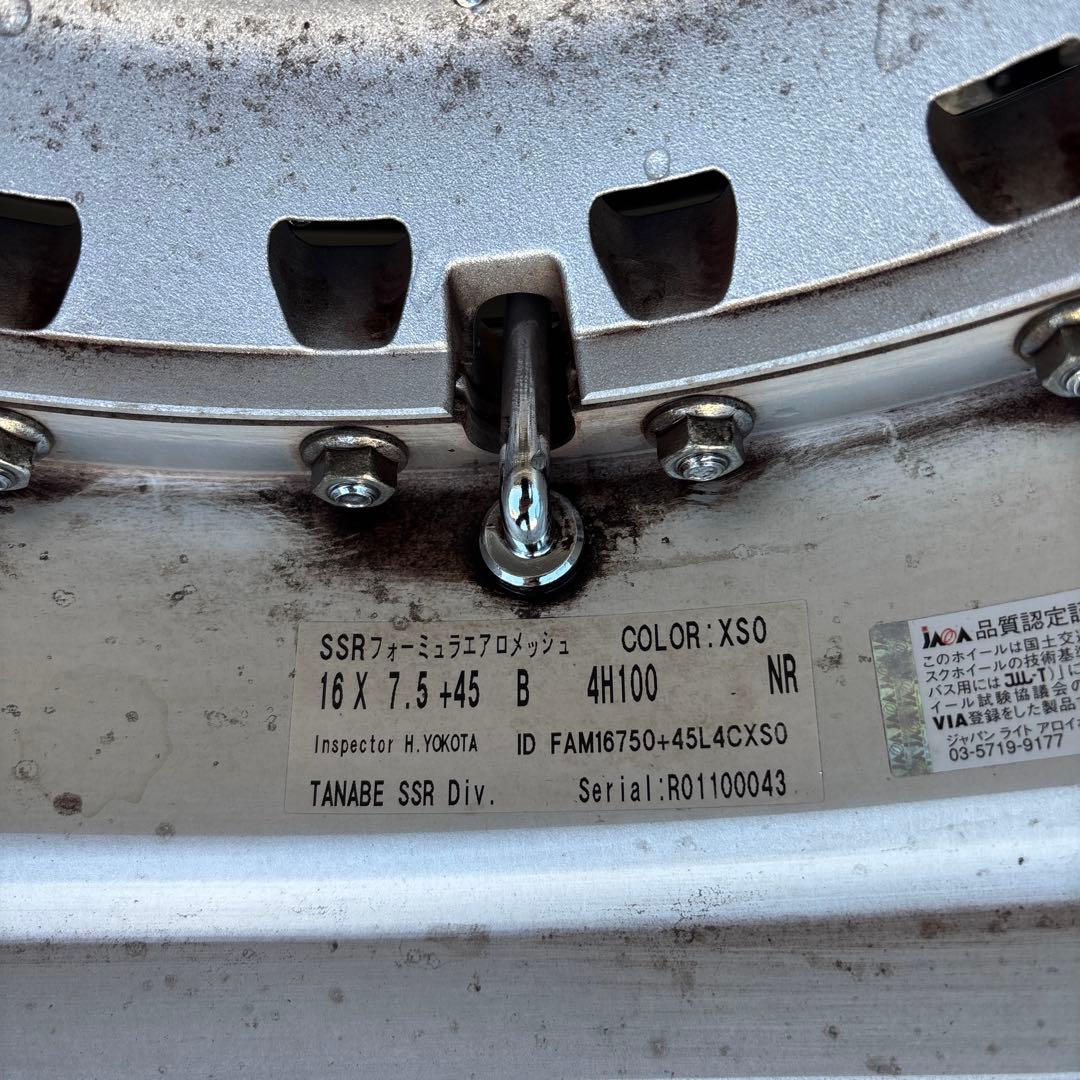 SSRフォーミュラエアロメッシュ COLOR:XS0
16 X 7.5 +45 B 4H100 NR
Inspector H.YOKOTA ID FAM16750+45L4CXS0
TANABE SSR Div. Serial:R01100043
JAWA 品質認定
このホイールは国土交
スクホイールの技術基準
バス用には JWL-T)」に
イール試験協議会の
VIA登録をした製品
ジャパン ライト アロイ
03-5719-9177